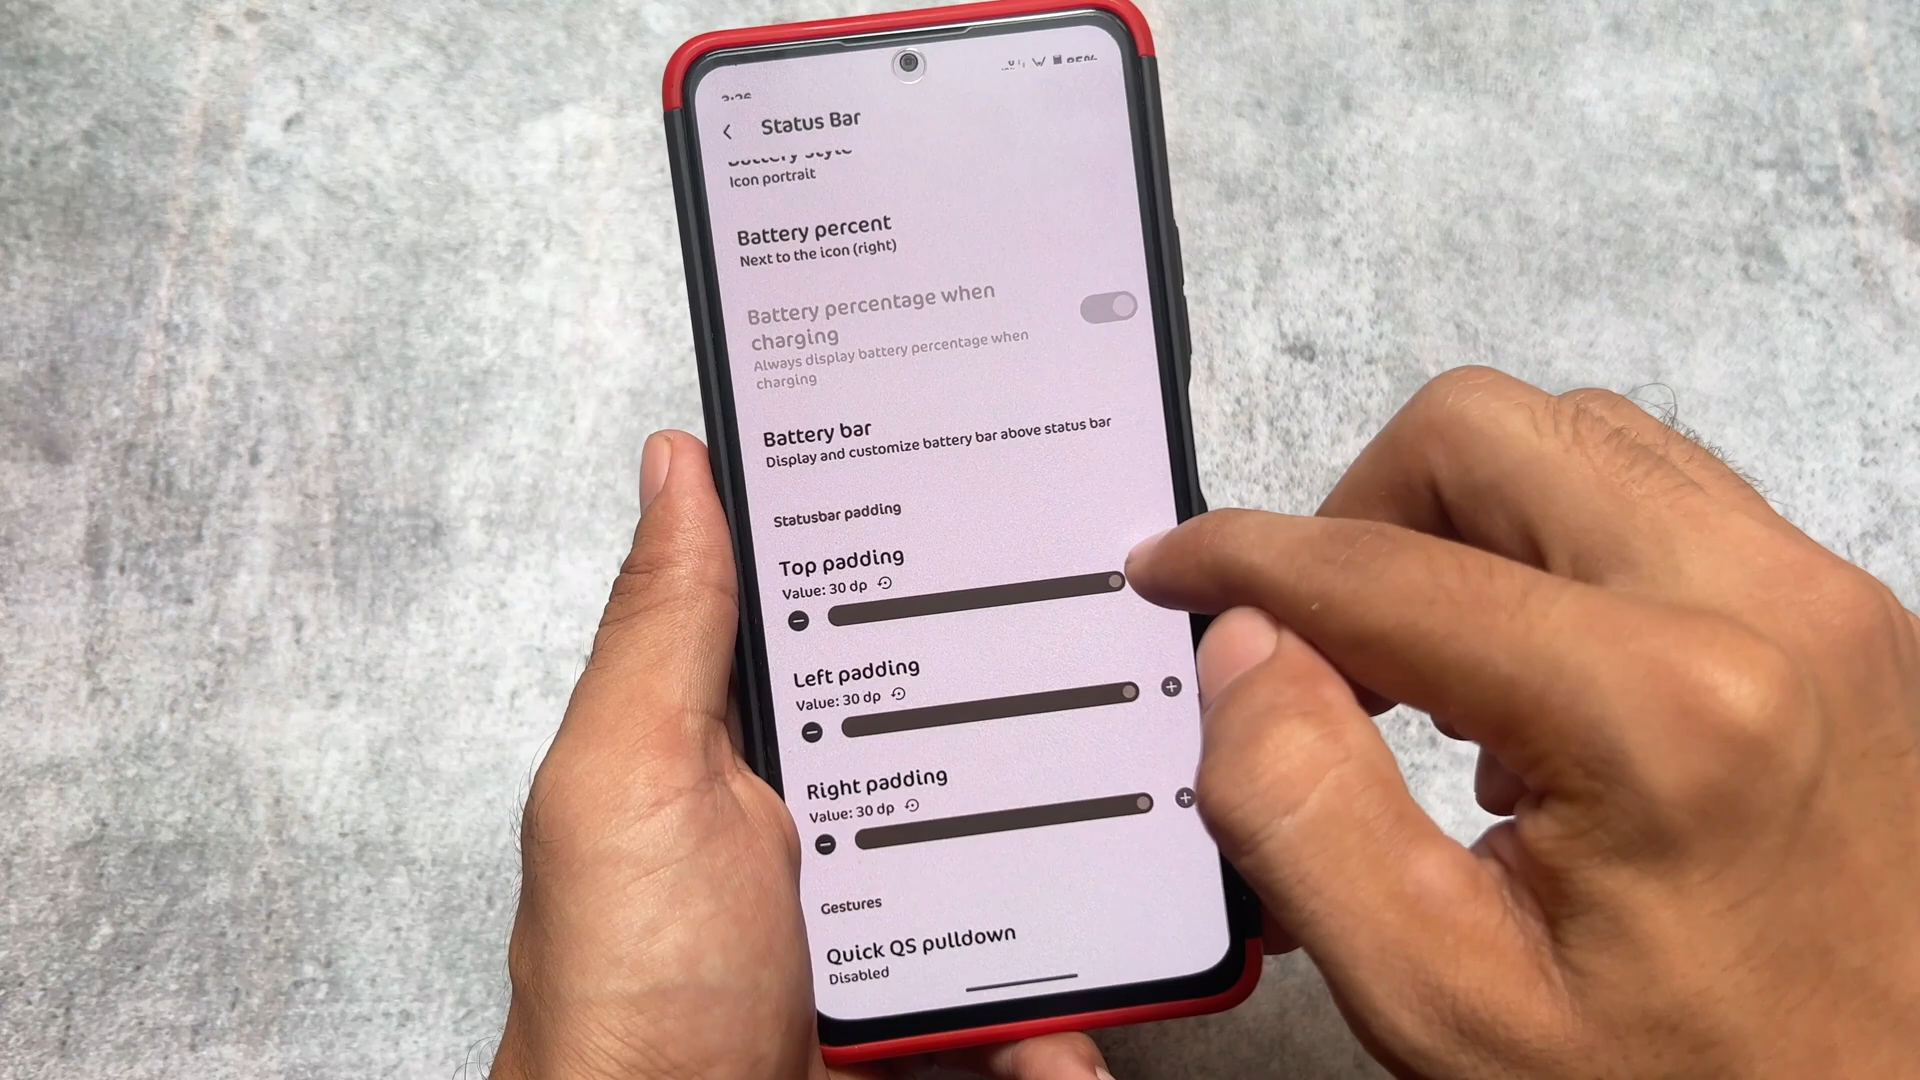 Status Bar
Icon portrait
Battery percent
Next to the icon (right)
Battery percentage when
charging
Always display battery percentage when
charging
Battery bar
Display and customize battery bar above status bar
Statusbar padding
Top padding
Value: 30 dp
Left padding
Value: 30 dp
Right padding
Value: 30 dp
Gestures
Quick QS pulldown
Disabled